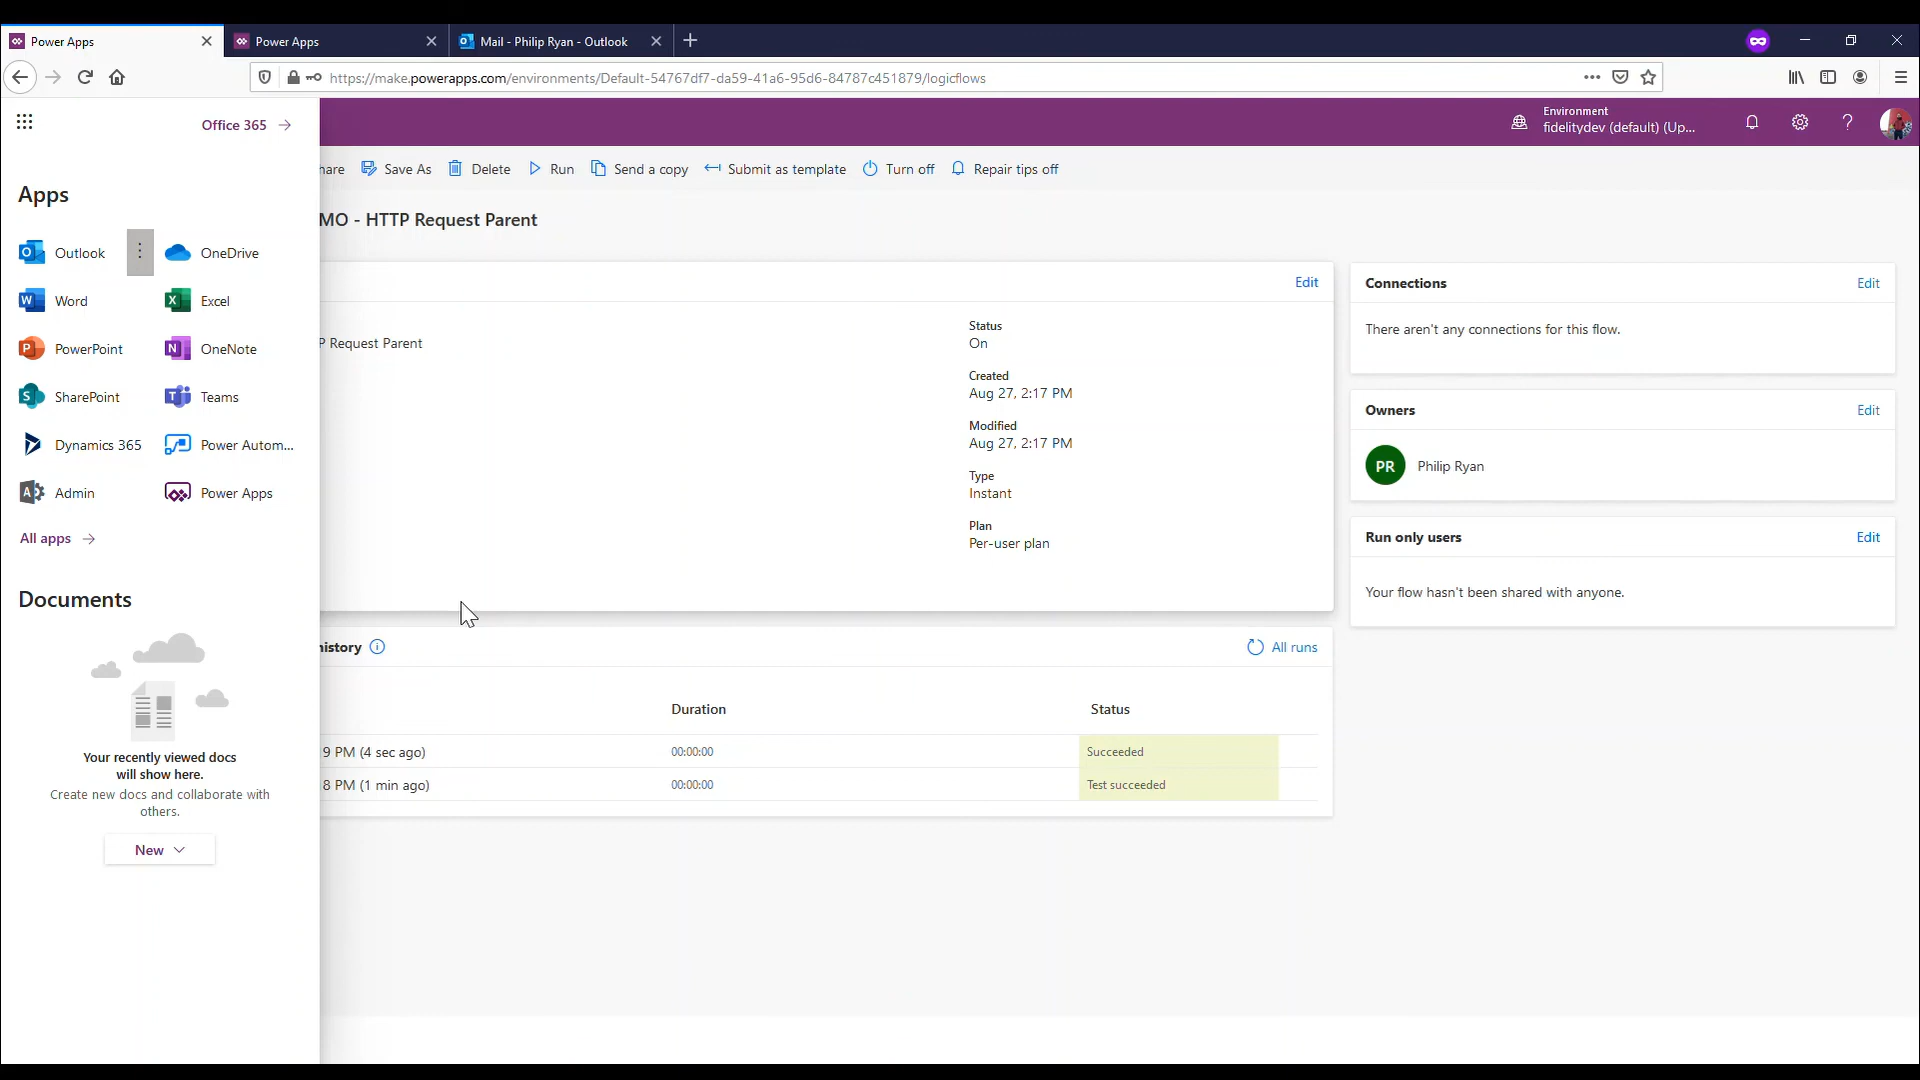 Power Apps
Power Apps
Mail - Philip Ryan - Outlook
https://make.powerapps.com/environments/Default-54767df7-da59-41a6-95d6-84787c451879/logicflows
Office 365
Environment
fidelitydev (default) (Up...
hare
Save As
Delete
Run
Send a copy
Submit as template
Turn off
Repair tips off
Apps
MO - HTTP Request Parent
Outlook
OneDrive
Word
Excel
PowerPoint
OneNote
SharePoint
Teams
Dynamics 365
Power Autom...
Admin
Power Apps
All apps
Documents
Your recently viewed docs
will show here.
Create new docs and collaborate with
others.
New
Edit
P Request Parent
Status
On
Created
Aug 27, 2:17 PM
Modified
Aug 27, 2:17 PM
Type
Instant
Plan
Per-user plan
history
All runs
Duration
Status
9 PM (4 sec ago)
00:00:00
Succeeded
8 PM (1 min ago)
00:00:00
Test succeeded
Connections
Edit
There aren't any connections for this flow.
Owners
Edit
PR
Philip Ryan
Run only users
Edit
Your flow hasn't been shared with anyone.